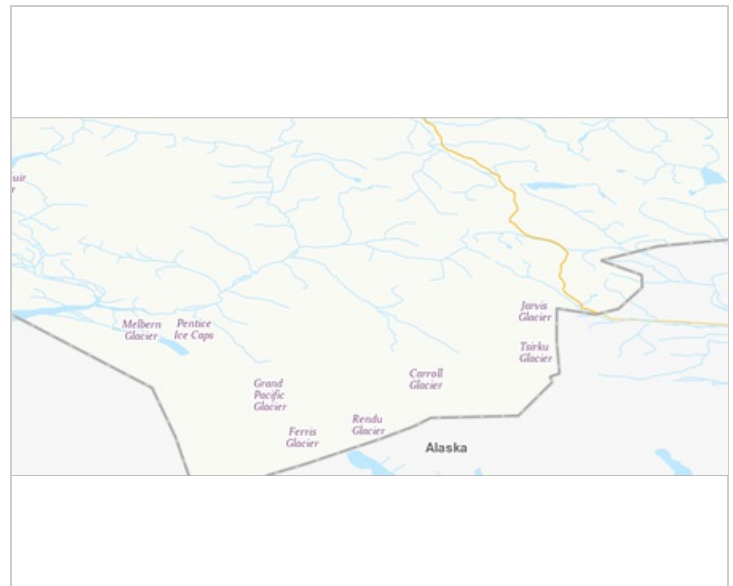 Jarvis
Glacier
Melbern
Glacier
Pentice
Ice Caps
Tsirku
Glacier
Carroll
Glacier
Grand
Pacific
Glacier
Rendu
Glacier
Ferris
Glacier
Alaska